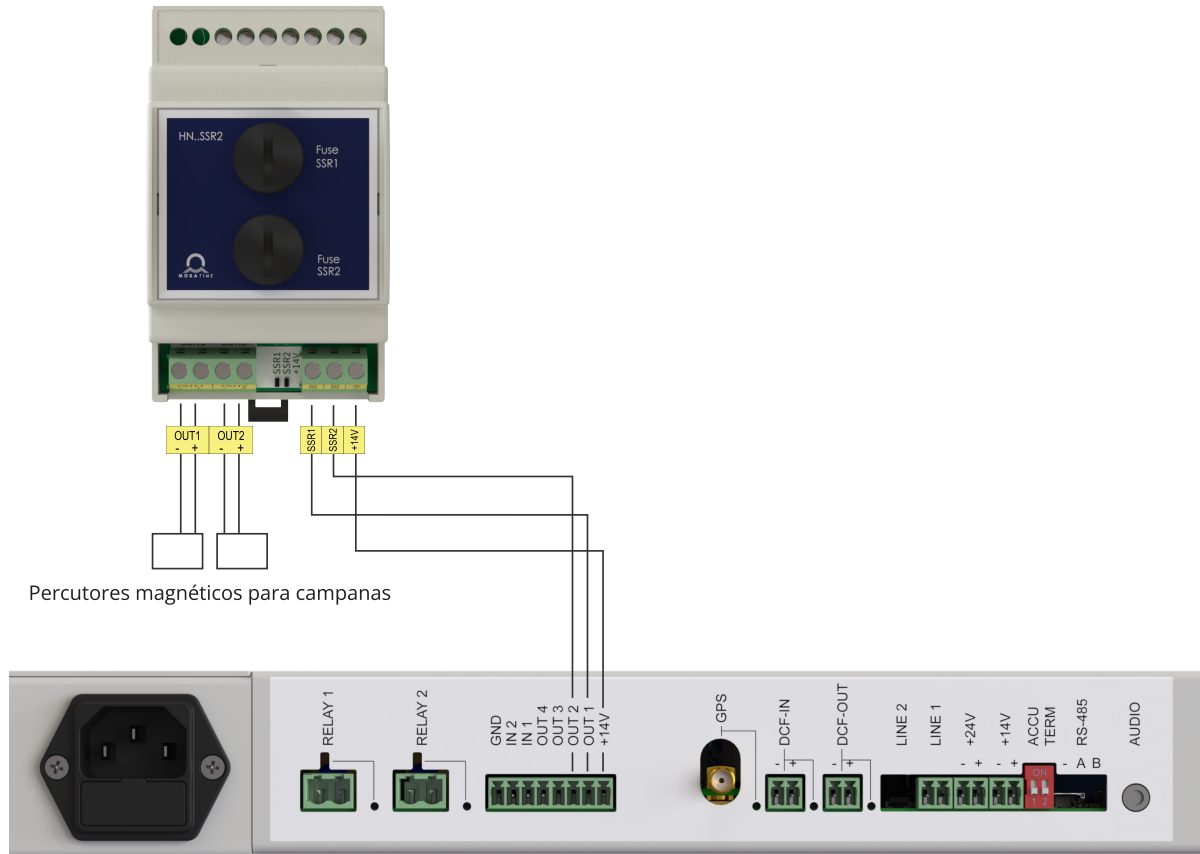 HN..SSR2
Fuse
SSR1
Fuse
SSR2
MOBATIME
SSR1
SSR2
+14V
OUT1
- +
OUT2
- +
SSR1
SSR2
+14V
Percutores magnéticos para campanas
RELAY 1
RELAY 2
GND
IN 2
IN 1
OUT 4
OUT 3
OUT 2
OUT 1
+14V
GPS
DCF-IN
- +
DCF-OUT
- +
LINE 2
LINE 1
+24V
- +
+14V
- +
ACCU
TERM
ON
1 2
RS-485
- A B
AUDIO